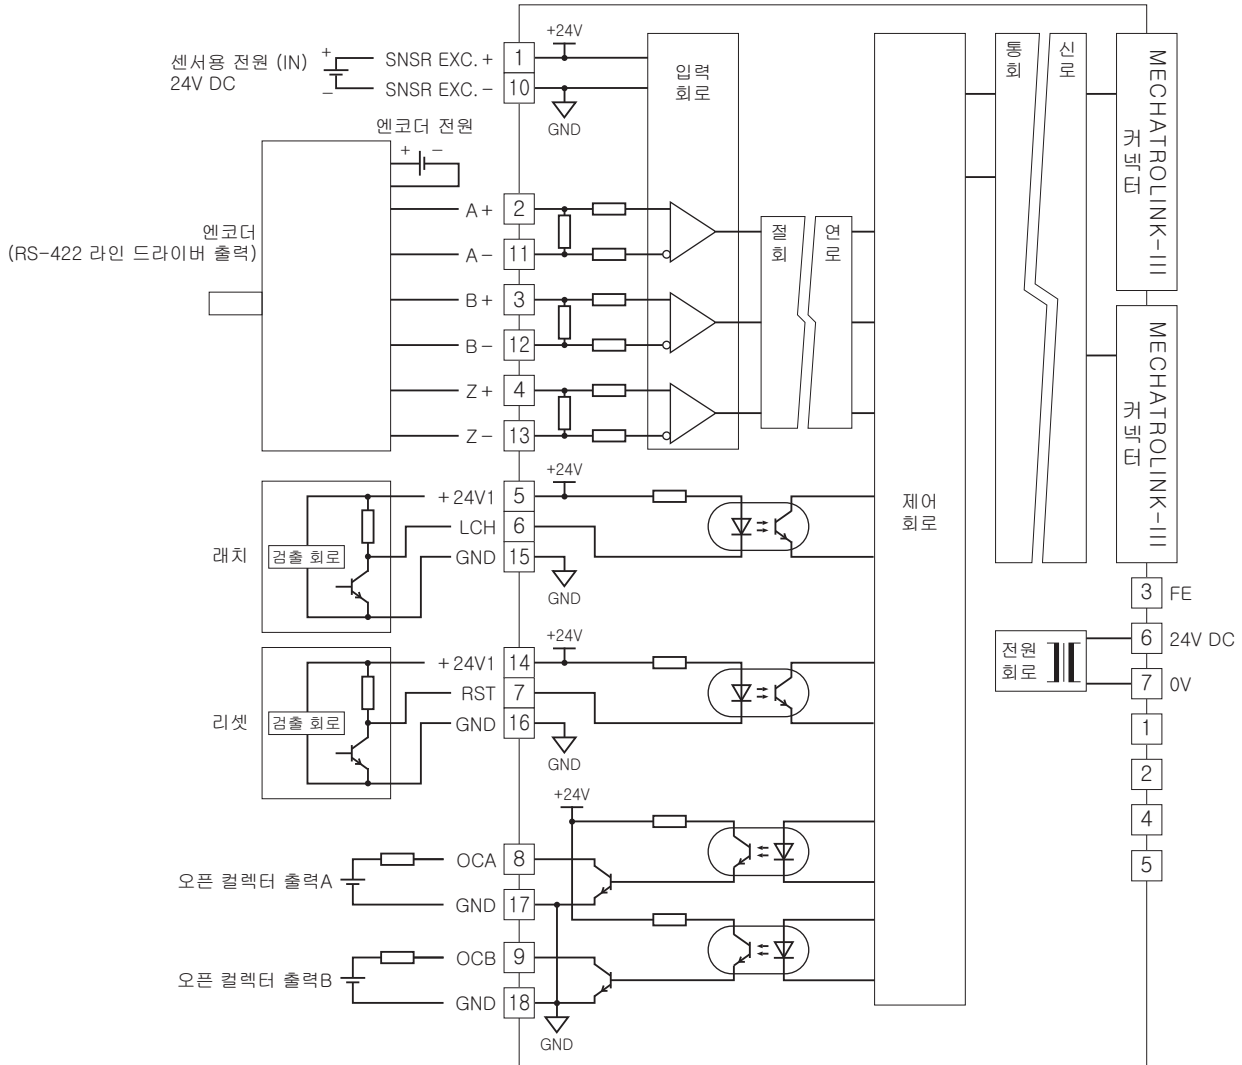 센서용 전원 (IN)
24V DC
+
−
SNSR EXC. +
1
+24V
SNSR EXC. −
10
GND
입력
회로
엔코더 전원
+ −
엔코더
(RS-422 라인 드라이버 출력)
A +
2
A −
11
B +
3
B −
12
Z +
4
Z −
13
절 연
회 로
래치
검출 회로
+24V1
5
+24V
LCH
6
GND
15
GND
리셋
검출 회로
+24V1
14
+24V
RST
7
GND
16
GND
+24V
오픈 컬렉터 출력A
OCA
8
GND
17
오픈 컬렉터 출력B
OCB
9
GND
18
GND
제어
회로
통 신
회 로
MECHATROLINK-III
커넥터
MECHATROLINK-III
커넥터
3
FE
전원
회로
6
24V DC
7
0V
1
2
4
5